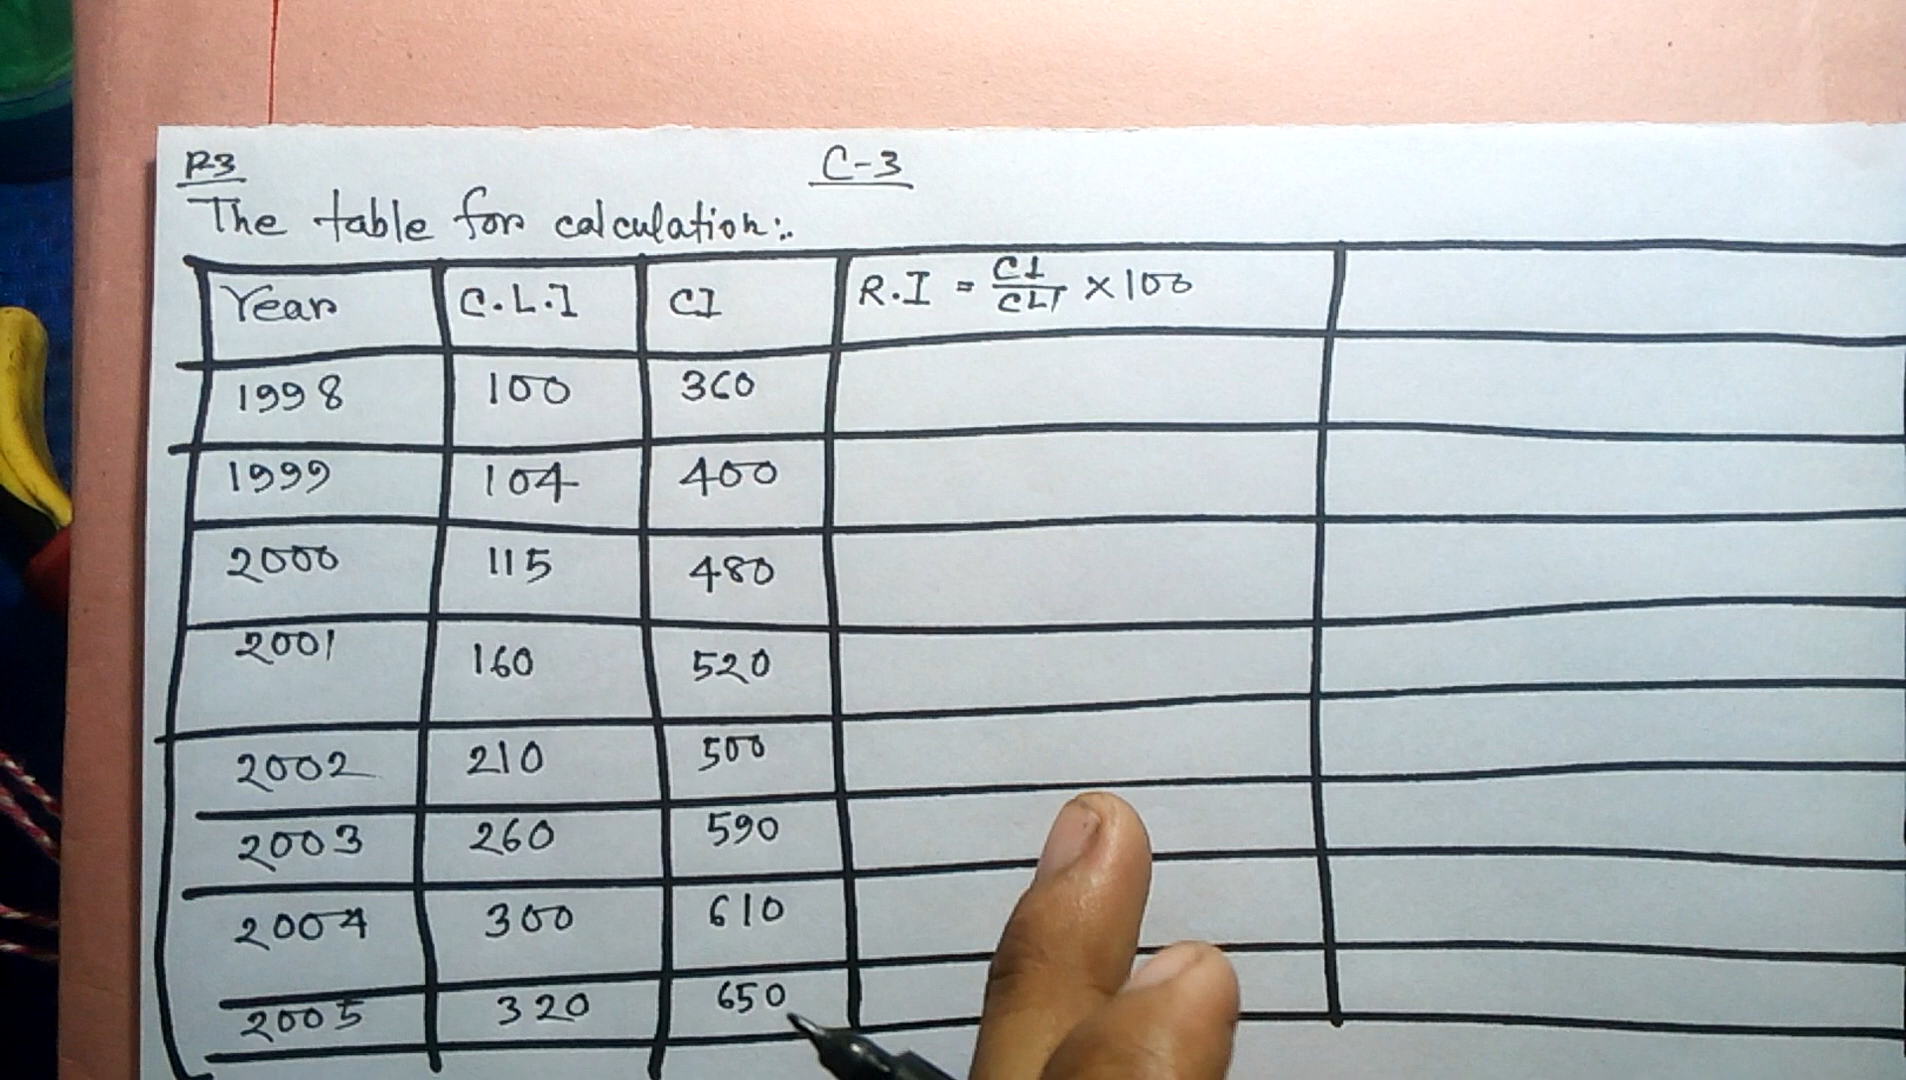 P3
C-3
The table for calculation:.
Year C.L.I CI R.I = CI/CLI × 100
1998 100 360
1999 104 400
2000 115 480
2001 160 520
2002 210 500
2003 260 590
2004 300 610
2005 320 650